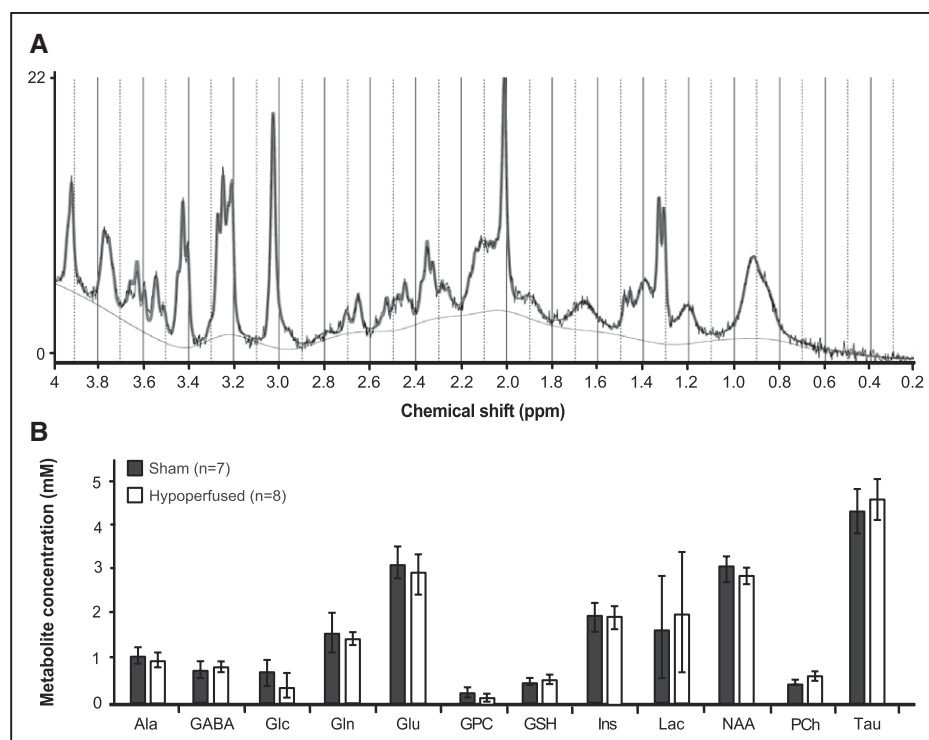 A
22
0
4 3.8 3.6 3.4 3.2 3.0 2.8 2.6 2.4 2.2 2.0 1.8 1.6 1.4 1.2 1.0 0.8 0.6 0.4 0.2
Chemical shift (ppm)
B
Metabolite concentration (mM)
Sham (n=7)
Hypoperfused (n=8)
5
4
3
2
1
0
Ala GABA Glc Gln Glu GPC GSH Ins Lac NAA PCh Tau